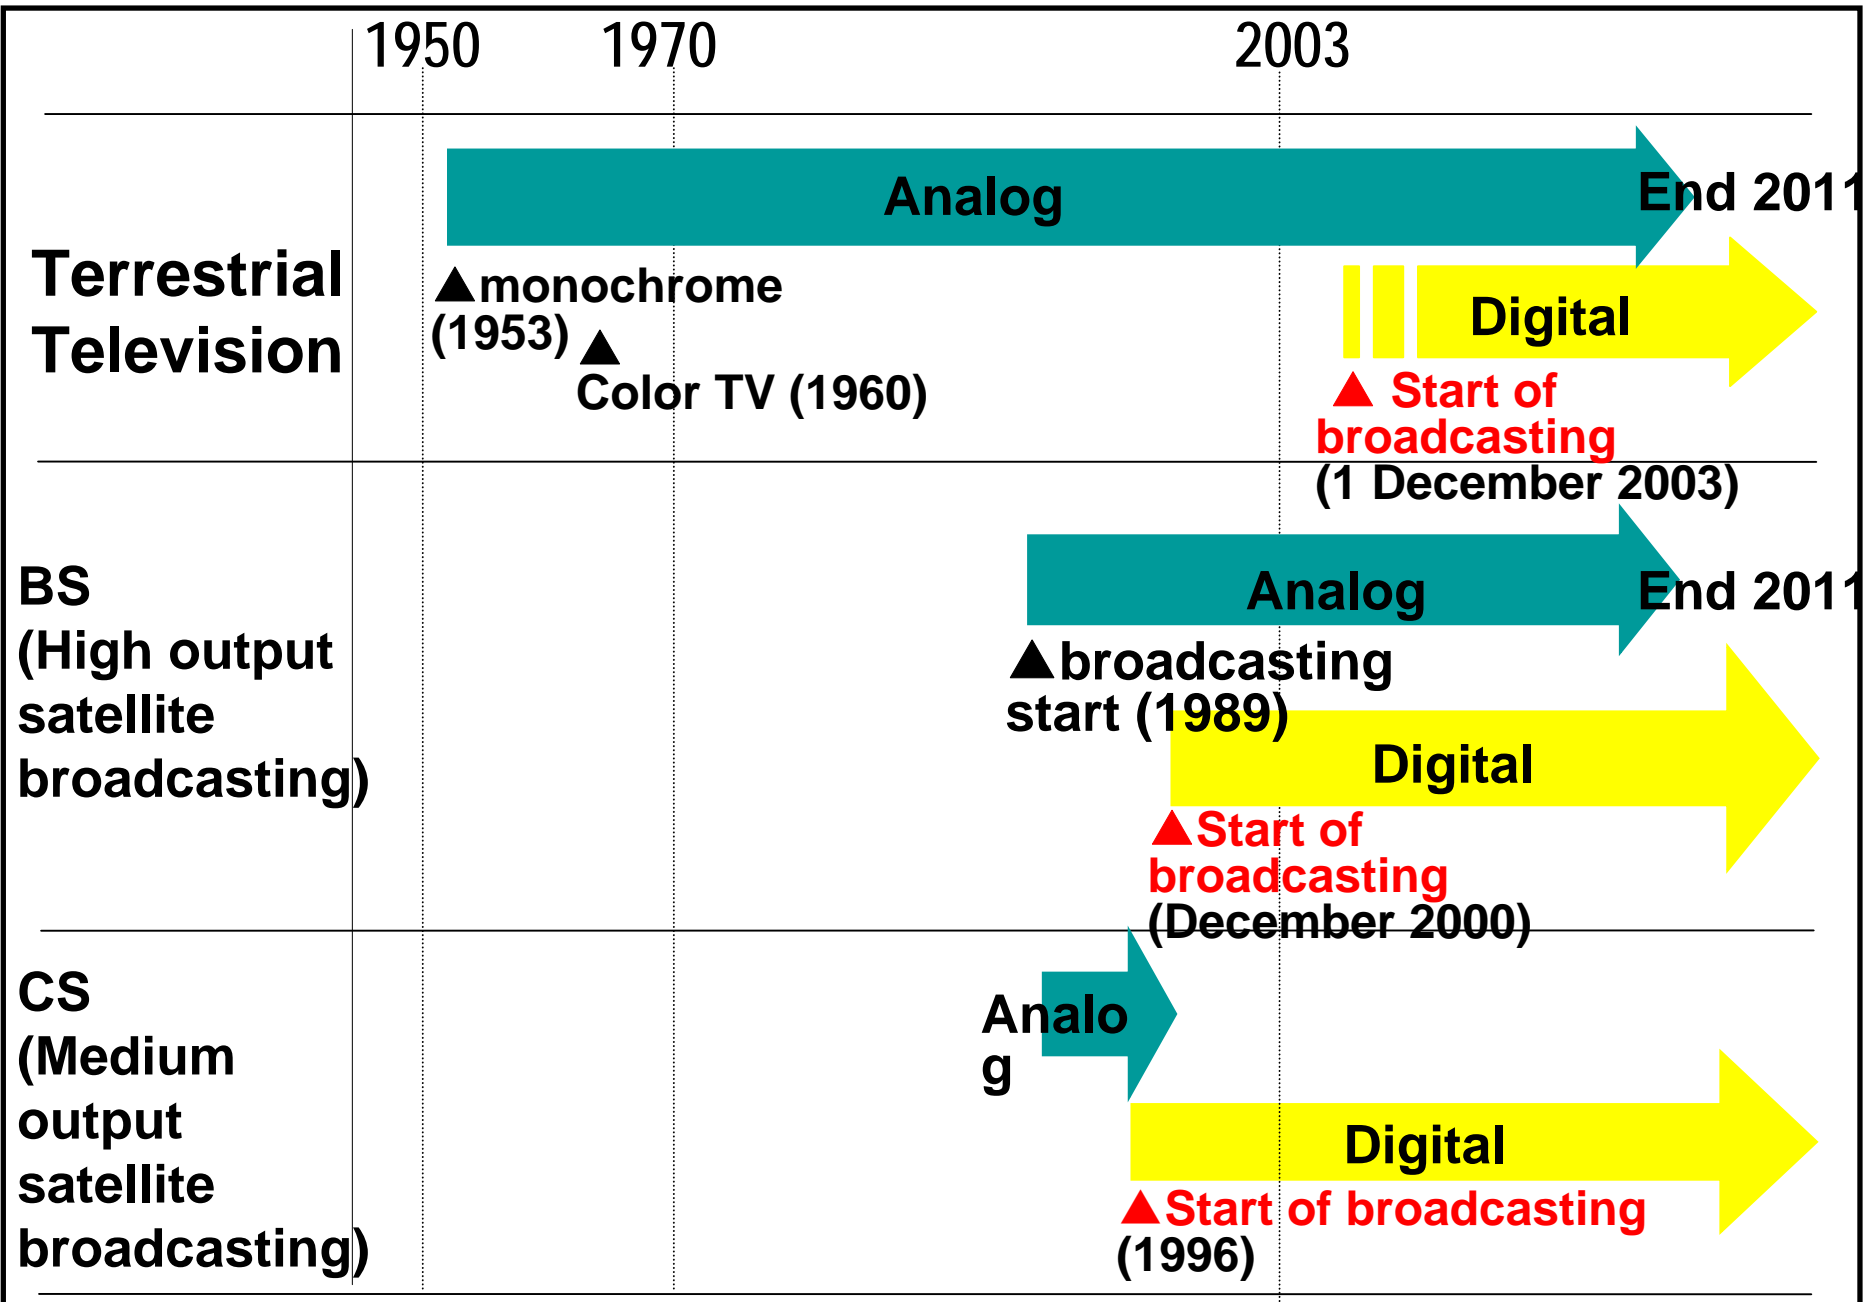 1950 1970 2003
Analog
End 2011
Terrestrial
Television
▲monochrome
(1953)
▲
Color TV (1960)
Digital
▲ Start of
broadcasting
(1 December 2003)
BS
(High output
satellite
broadcasting)
Analog
End 2011
▲broadcasting
start (1989)
Digital
▲Start of
broadcasting
(December 2000)
CS
(Medium
output
satellite
broadcasting)
Analo
g
Digital
▲Start of broadcasting
(1996)